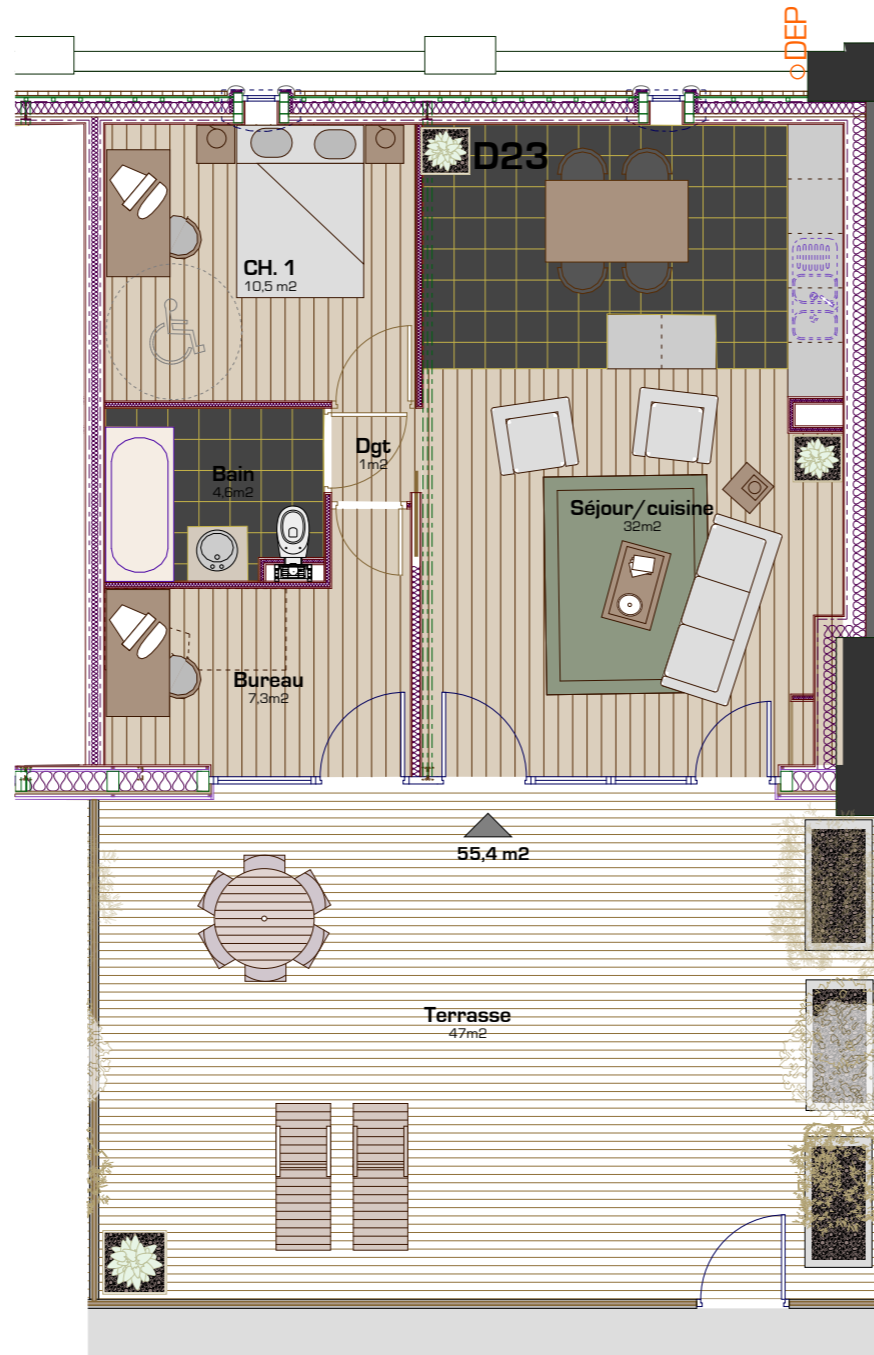 DEP
D23
CH. 1
10,5 m2
Dgt
1m2
Bain
4,6m2
Séjour/cuisine
32m2
Bureau
7,3m2
55,4 m2
Terrasse
47m2